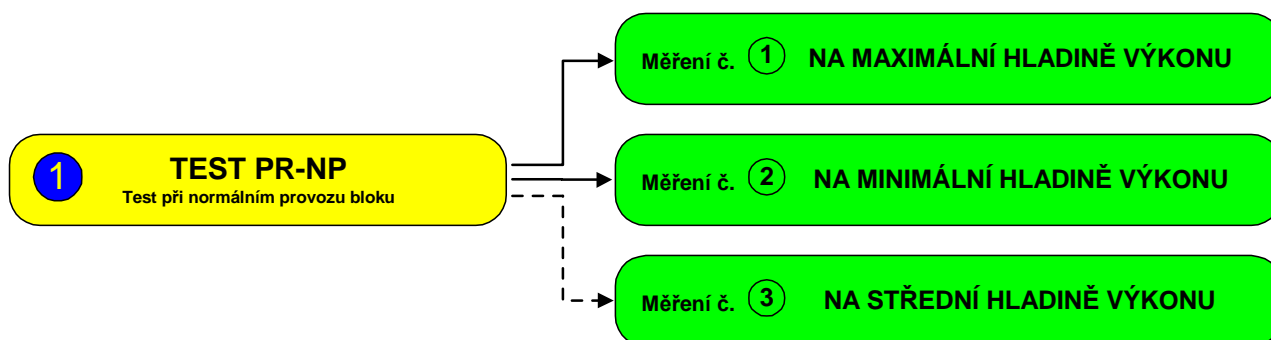 Měření č. 1 NA MAXIMÁLNÍ HLADINĚ VÝKONU
1 TEST PR-NP
Test při normálním provozu bloku
Měření č. 2 NA MINIMÁLNÍ HLADINĚ VÝKONU
Měření č. 3 NA STŘEDNÍ HLADINĚ VÝKONU